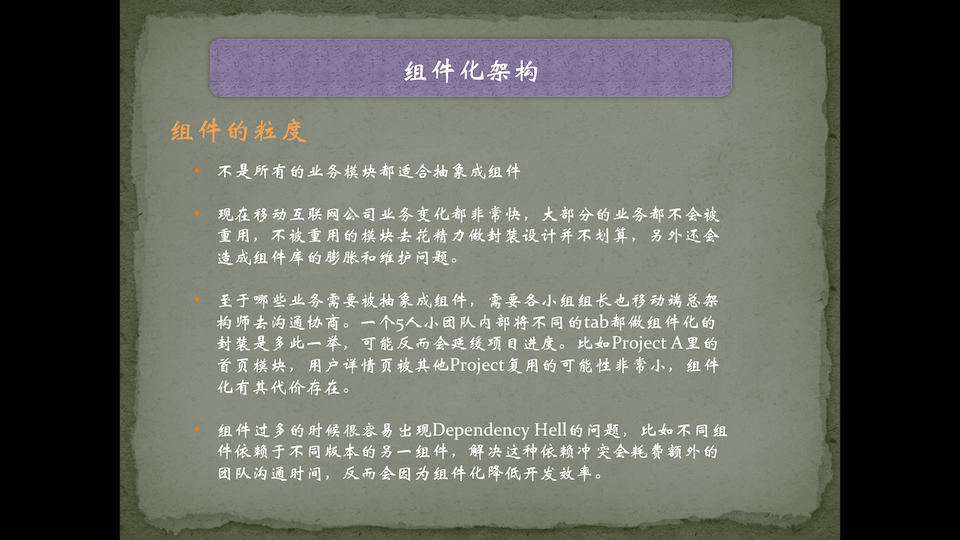 组件化架构
组件的粒度
• 不是所有的业务模块都适合抽象成组件
• 现在移动互联网公司业务变化都非常快，大部分的业务都不会被
重用，不被重用的模块去花精力做封装设计并不划算，另外还会
造成组件库的膨胀和维护问题。
• 至于哪些业务需要被抽象成组件，需要各小组组长也移动端总架
构师去沟通协商。一个5人小团队内部将不同的tab都做组件化的
封装是多此一举，可能反而会延缓项目进度。比如Project A里的
首页模块，用户详情页被其他Project复用的可能性非常小，组件
化有其代价存在。
• 组件过多的时候很容易出现Dependency Hell的问题，比如不同组
件依赖于不同版本的另一组件，解决这种依赖冲突会耗费额外的
团队沟通时间，反而会因为组件化降低开发效率。